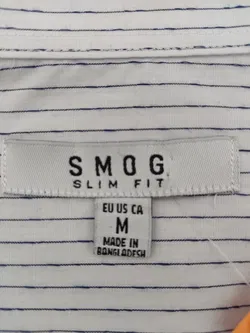 SMOG
SLIM FIT
EU US CA
M
MADE IN
BANGLADESH